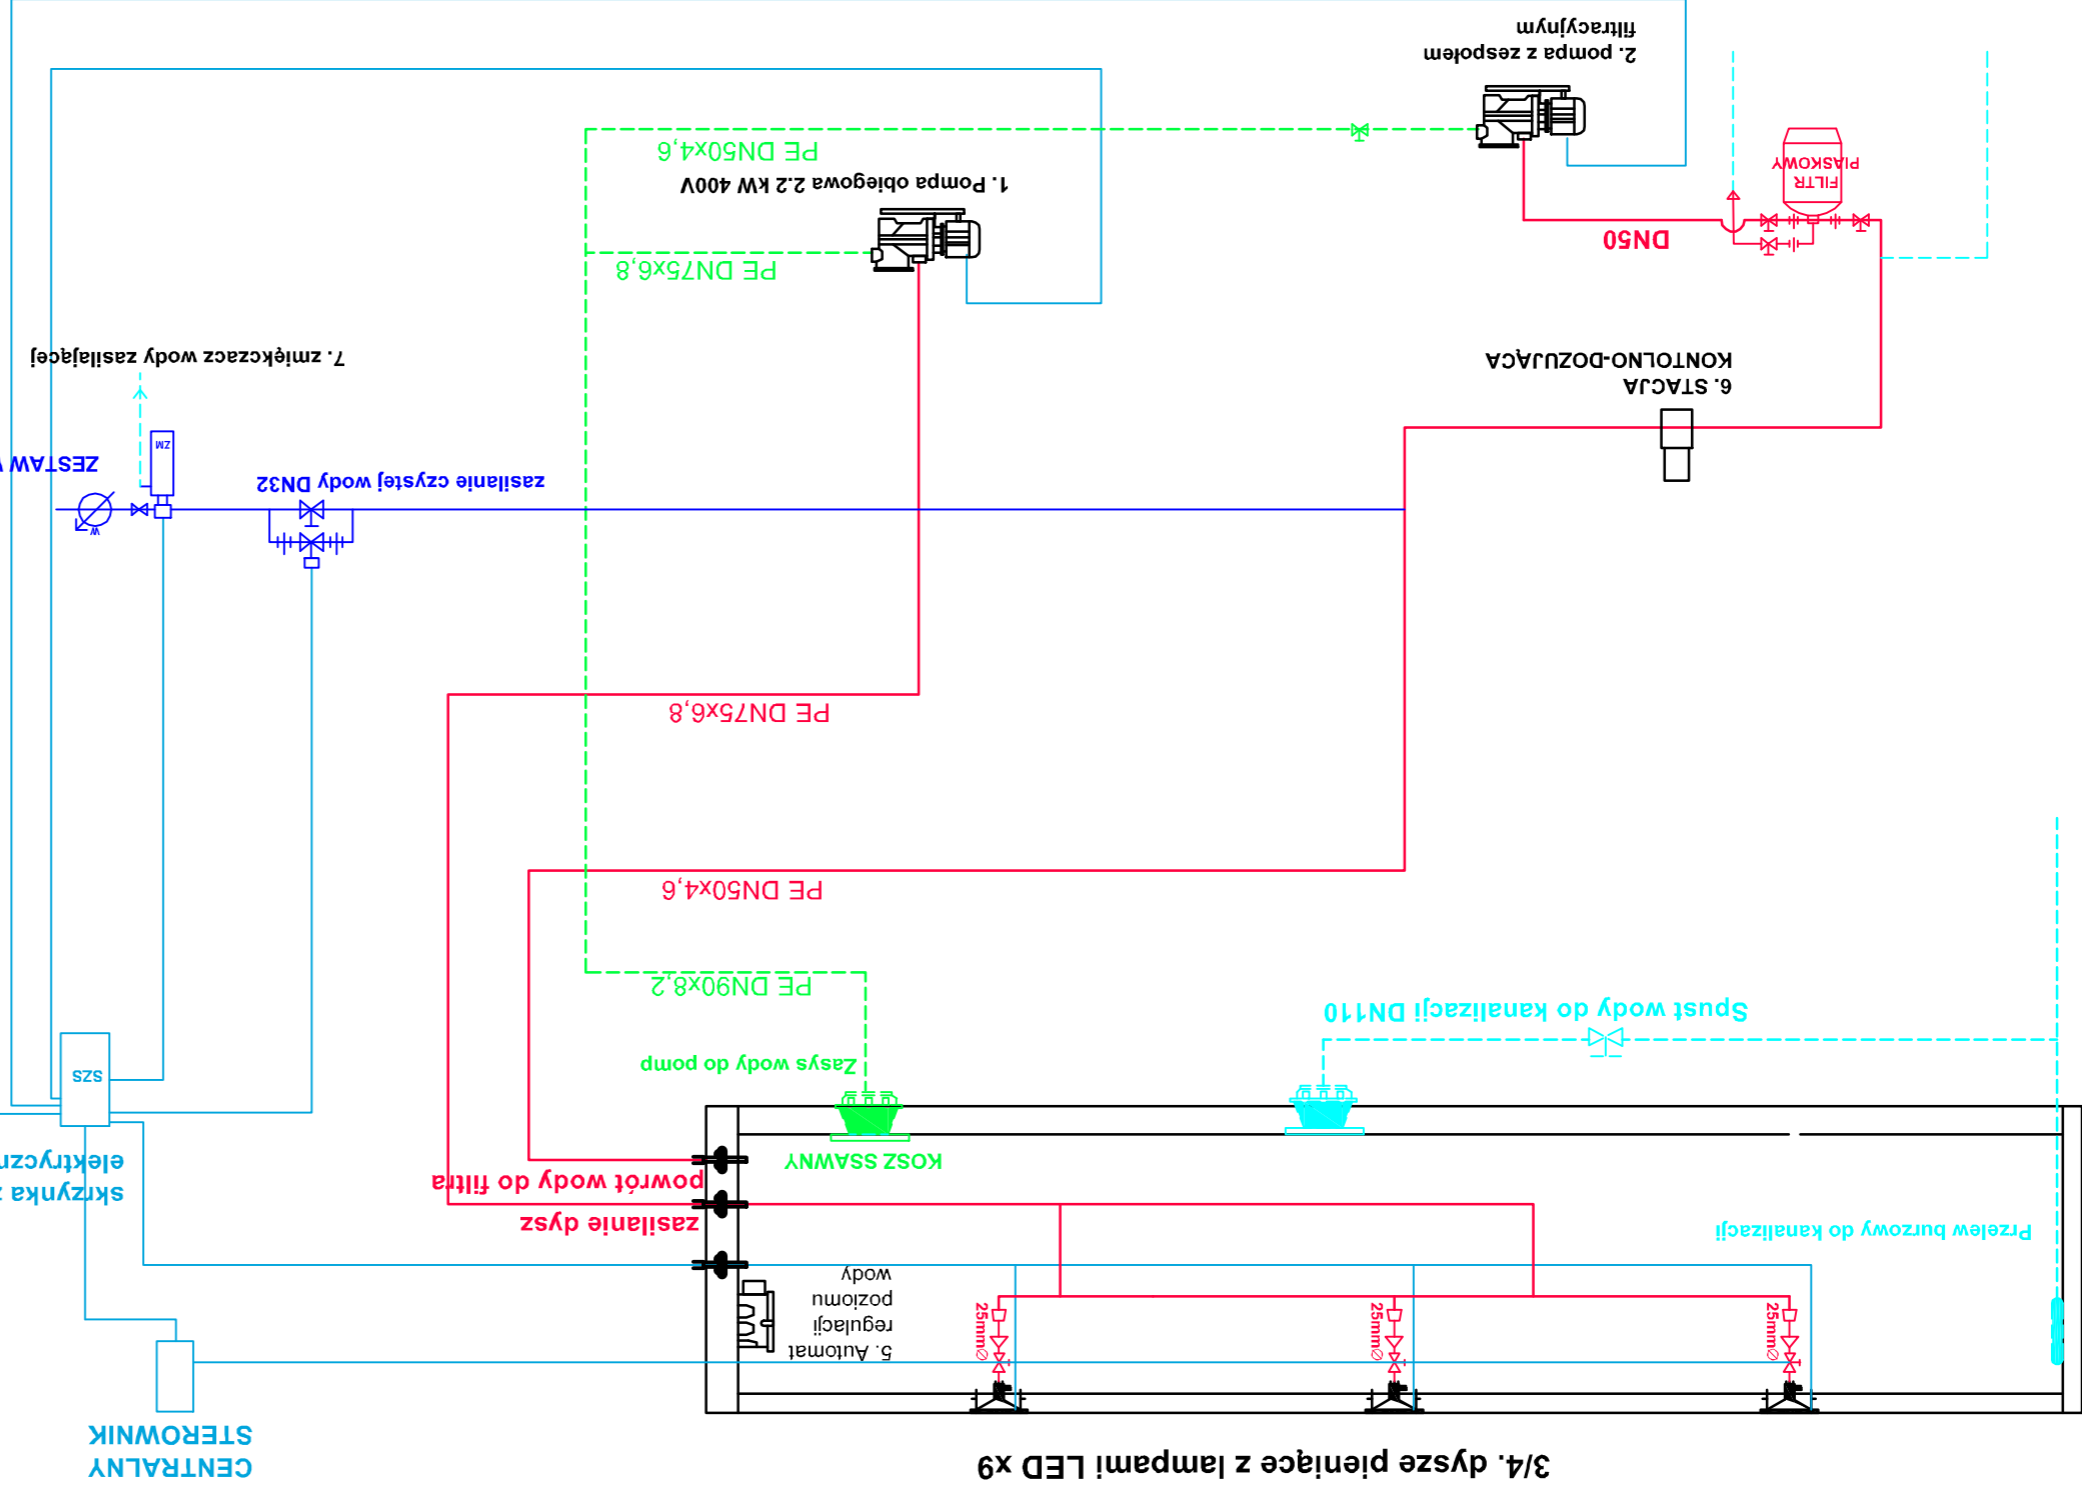 3/4. dysze pieniące z lampami LED x9
CENTRALNY
STEROWNIK
25mm∅
25mm∅
25mm∅
5. Automat
regulacji
poziomu
wody
Przelew burzowy do kanalizacji
zasilanie dysz
powrót wody do filtra
skrzynka
elektryczn
KOSZ SSAWNY
SZS
Zasys wody do pomp
Spust wody do kanalizacji DN110
PE DN90x8,2
PE DN50x4,6
PE DN75x6,8
zasilanie czystej wody DN32
W
ZESTAW
ZM
6. STACJA
KONTOLNO-DOZUJĄCA
7. zmiękczacz wody zasilającej
PE DN75x6,8
DN50
FILTR
PIASKOWY
1. Pompa obiegowa 2.2 kW 400V
PE DN50x4,6
2. pompa z zespołem
filtracyjnym